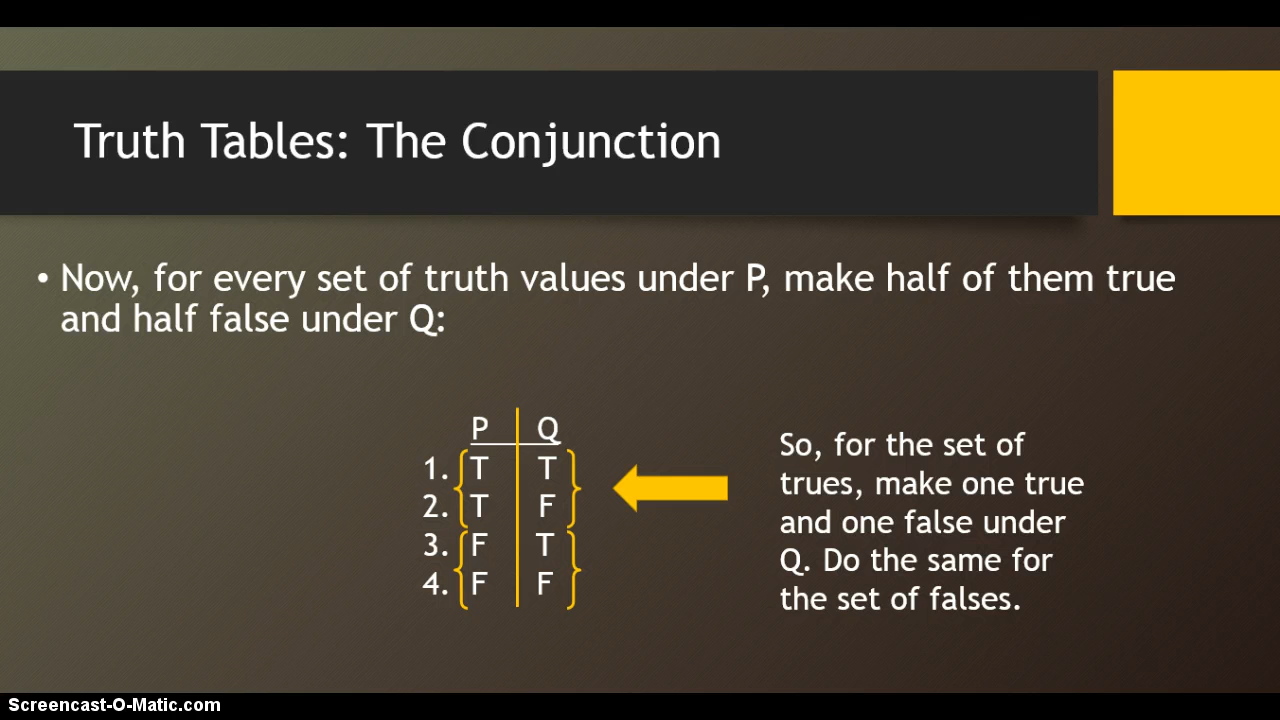 Truth Tables: The Conjunction
• Now, for every set of truth values under P, make half of them true
and half false under Q:
P Q
1. T T
2. T F
3. F T
4. F F
So, for the set of
trues, make one true
and one false under
Q. Do the same for
the set of falses.
Screencast-O-Matic.com